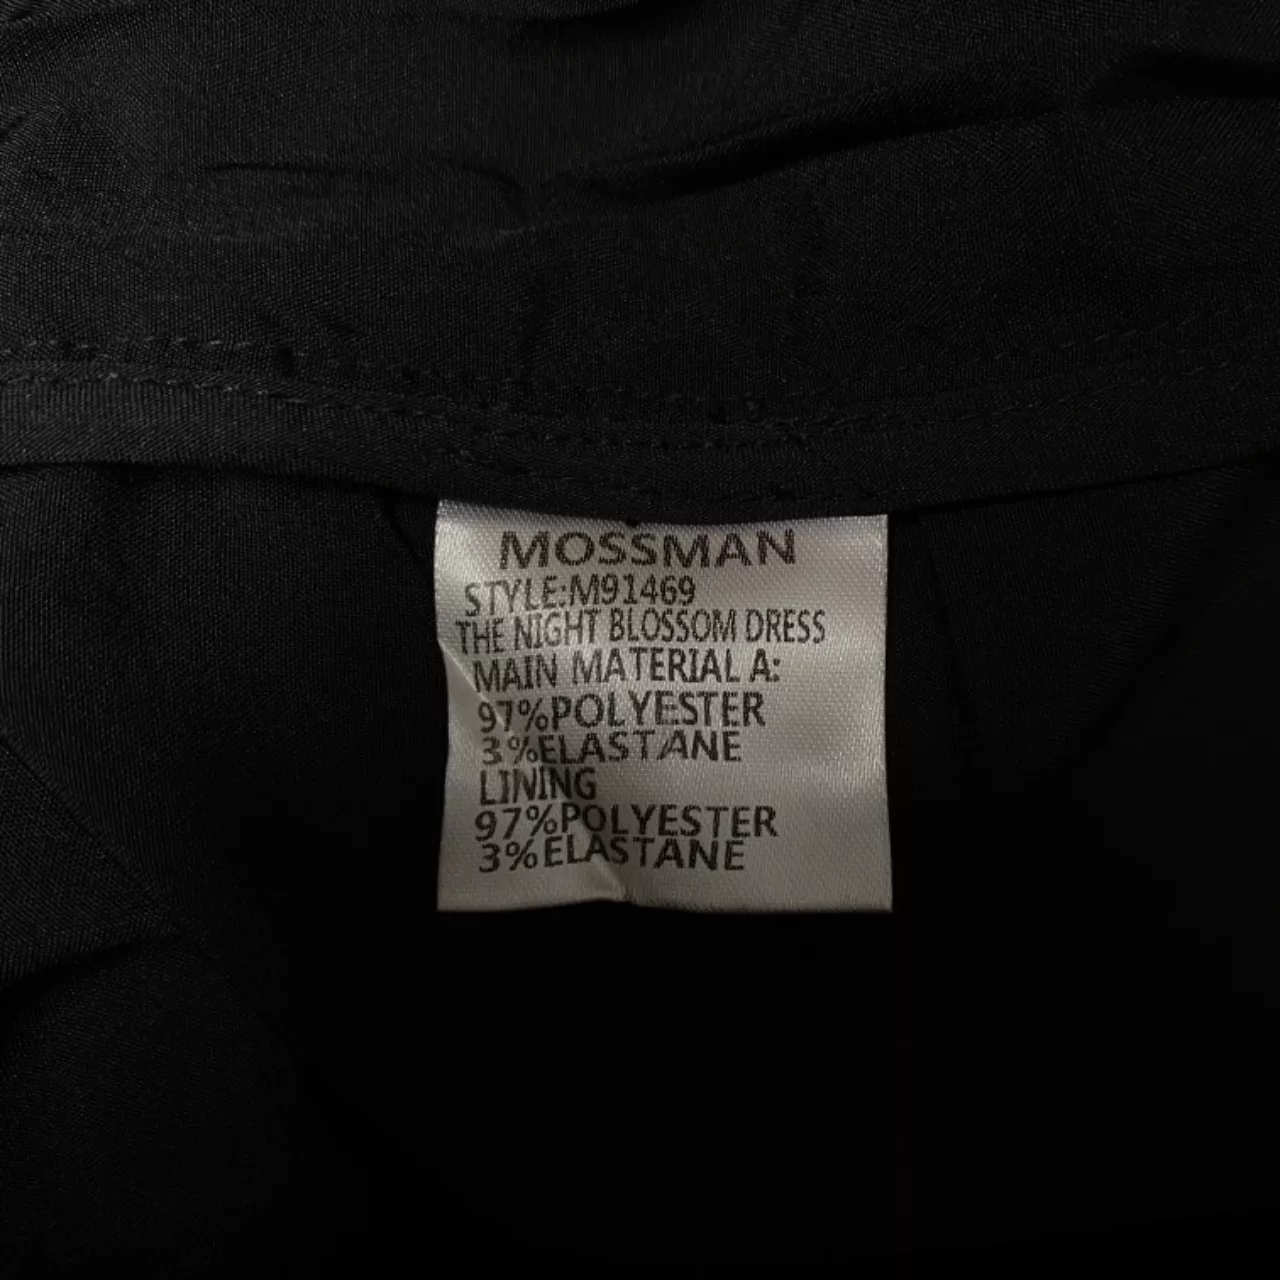 MOSSMAN
STYLE:M91469
THE NIGHT BLOSSOM DRESS
MAIN MATERIAL A:
97%POLYESTER
3%ELASTANE
LINING
97%POLYESTER
3%ELASTANE